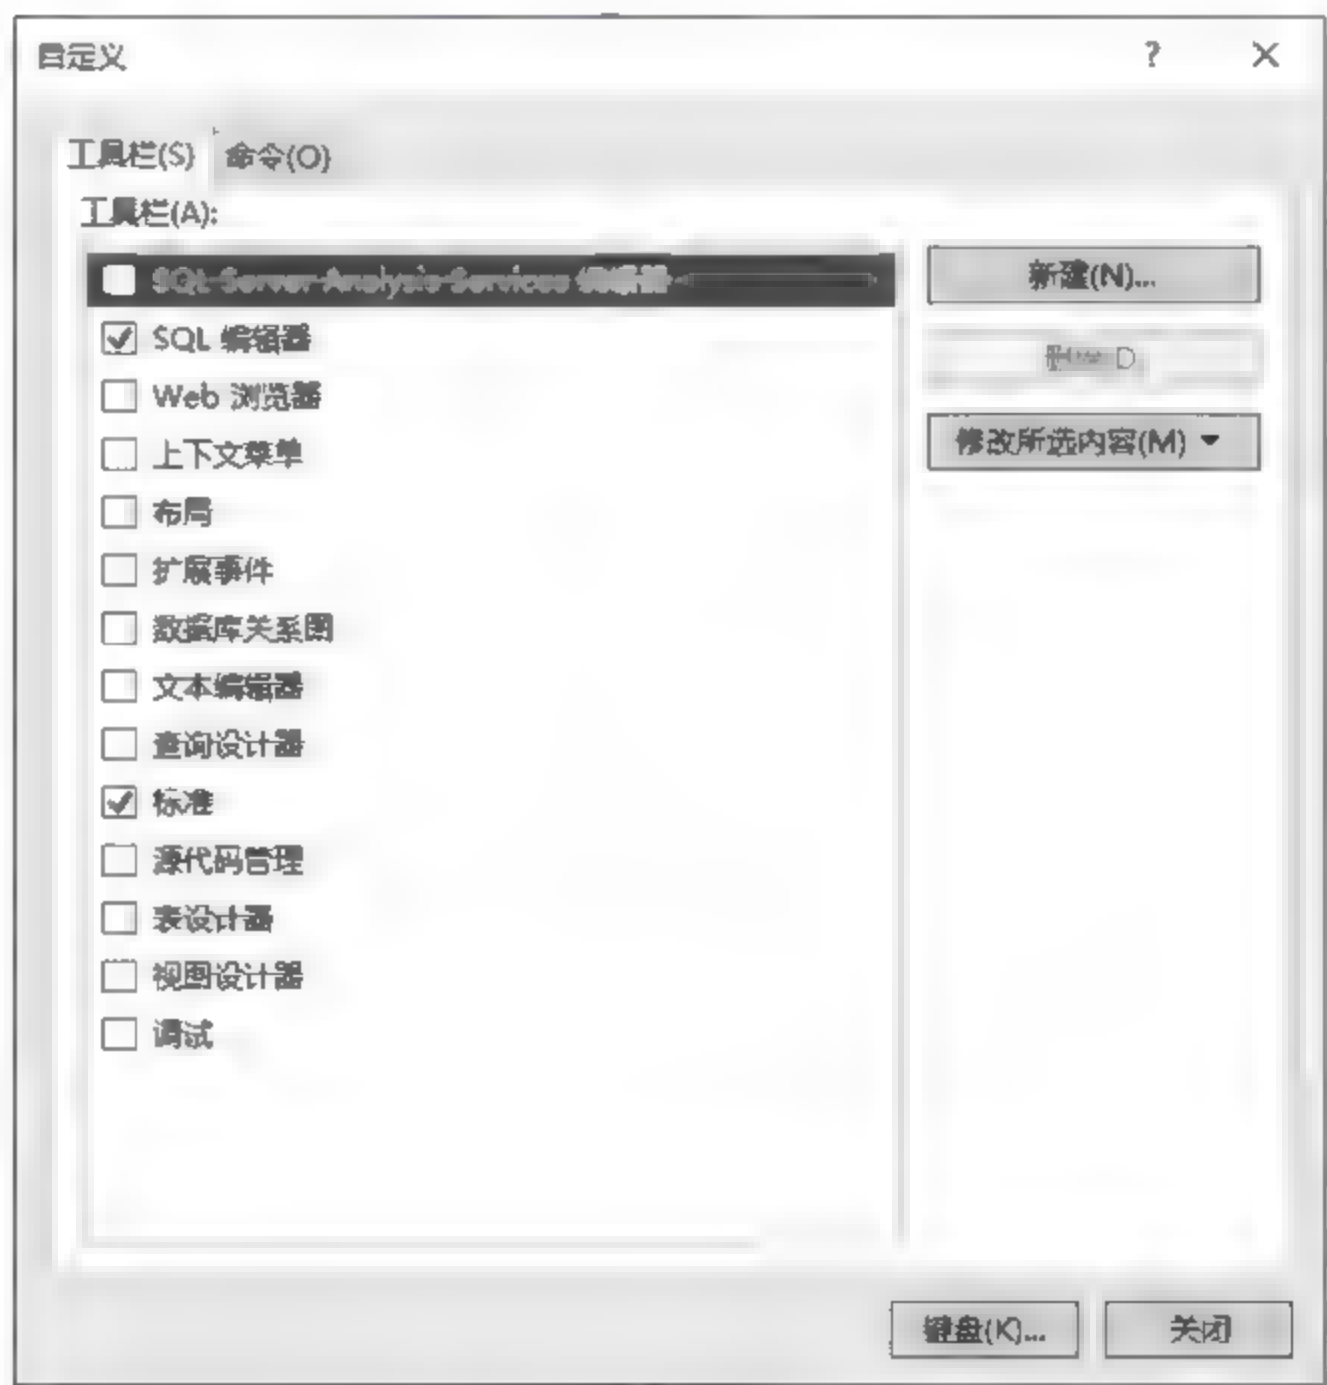 自定义
工具栏(S) 命令(O)
工具栏(A):
SQL Server Analysis Services 编辑器
新建(N)...
SQL 编辑器
Web 浏览器
修改所选内容(M)
上下文菜单
布局
扩展事件
数据库关系图
文本编辑器
查询设计器
标准
源代码管理
表设计器
视图设计器
调试
键盘(K)...
关闭